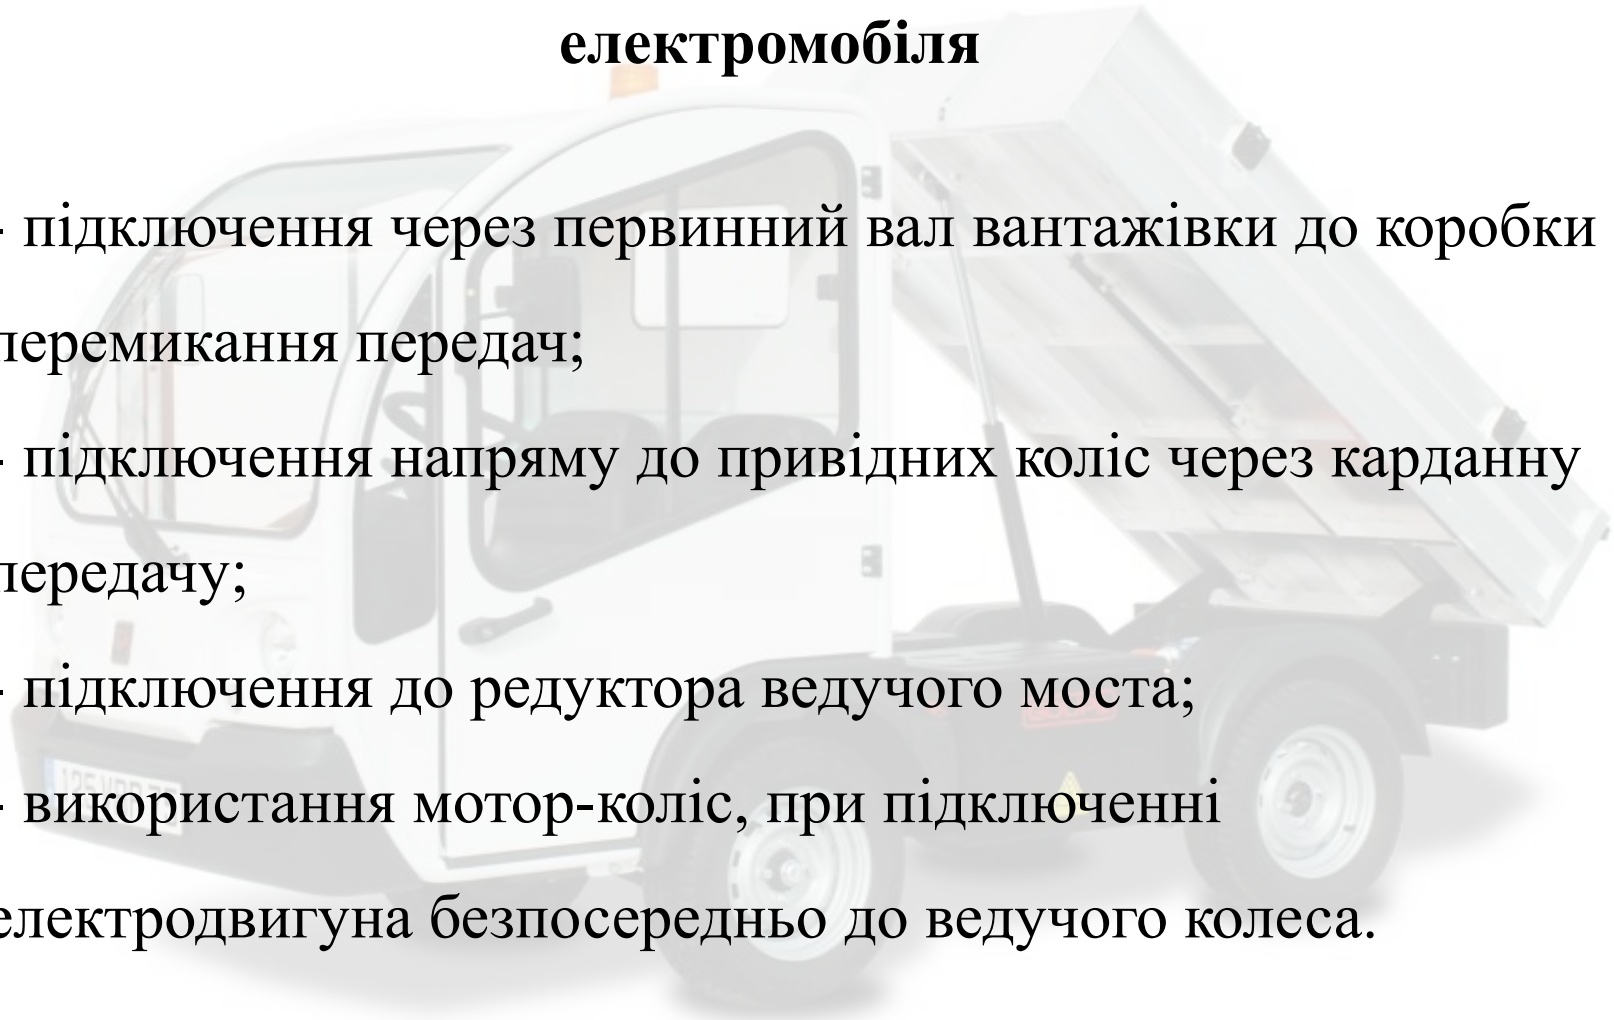 електромобіля
- підключення через первинний вал вантажівки до коробки
перемикання передач;
- підключення напряму до привідних коліс через карданну
передачу;
- підключення до редуктора ведучого моста;
- використання мотор-коліс, при підключенні
електродвигуна безпосередньо до ведучого колеса.